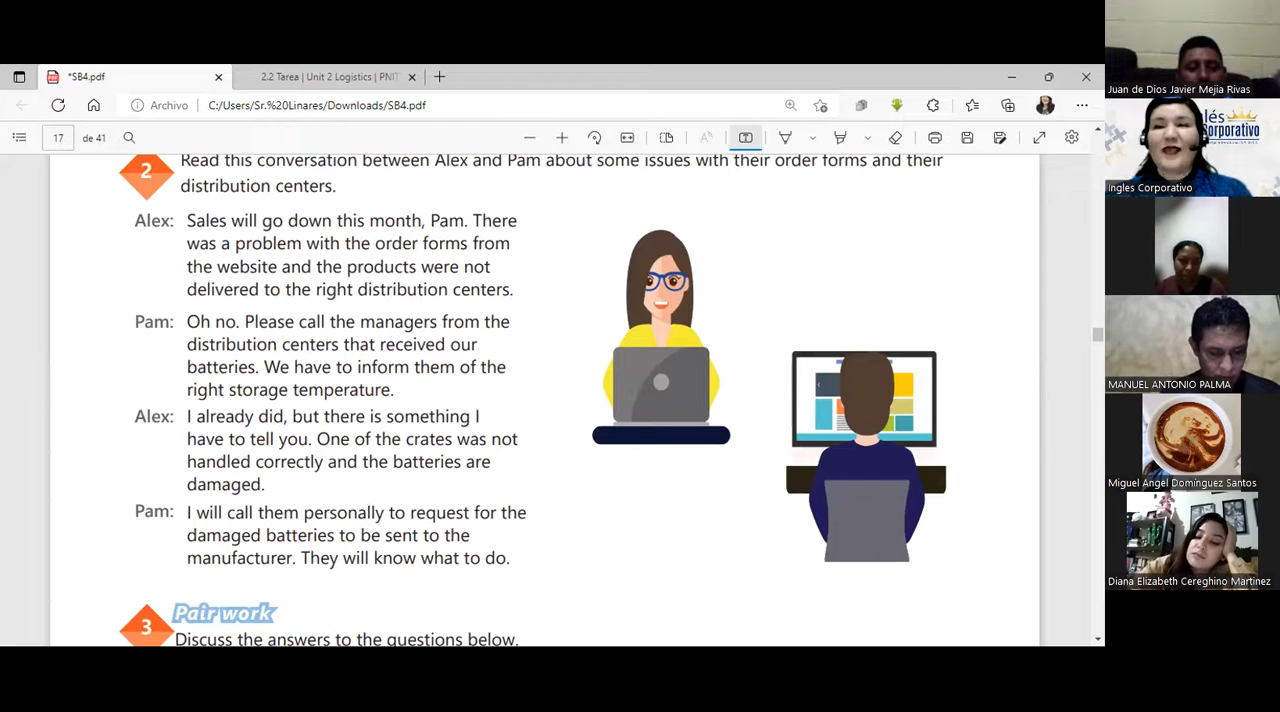 *SB4.pdf
2.2 Tarea | Unit 2 Logistics | PNIT
Archivo
C:/Users/Sr.%20Linares/Downloads/SB4.pdf
17 de 41
2 Read this conversation between Alex and Pam about some issues with their order forms and their
distribution centers.
Alex: Sales will go down this month, Pam. There
was a problem with the order forms from
the website and the products were not
delivered to the right distribution centers.
Pam: Oh no. Please call the managers from the
distribution centers that received our
batteries. We have to inform them of the
right storage temperature.
Alex: I already did, but there is something I
have to tell you. One of the crates was not
handled correctly and the batteries are
damaged.
Pam: I will call them personally to request for the
damaged batteries to be sent to the
manufacturer. They will know what to do.
3 Pair work
Discuss the answers to the questions below.
Juan de Dios Javier Mejia Rivas
Ingles Corporativo
MANUEL ANTONIO PALMA
Miguel Angel Domínguez Santos
Diana Elizabeth Cereghino Martinez